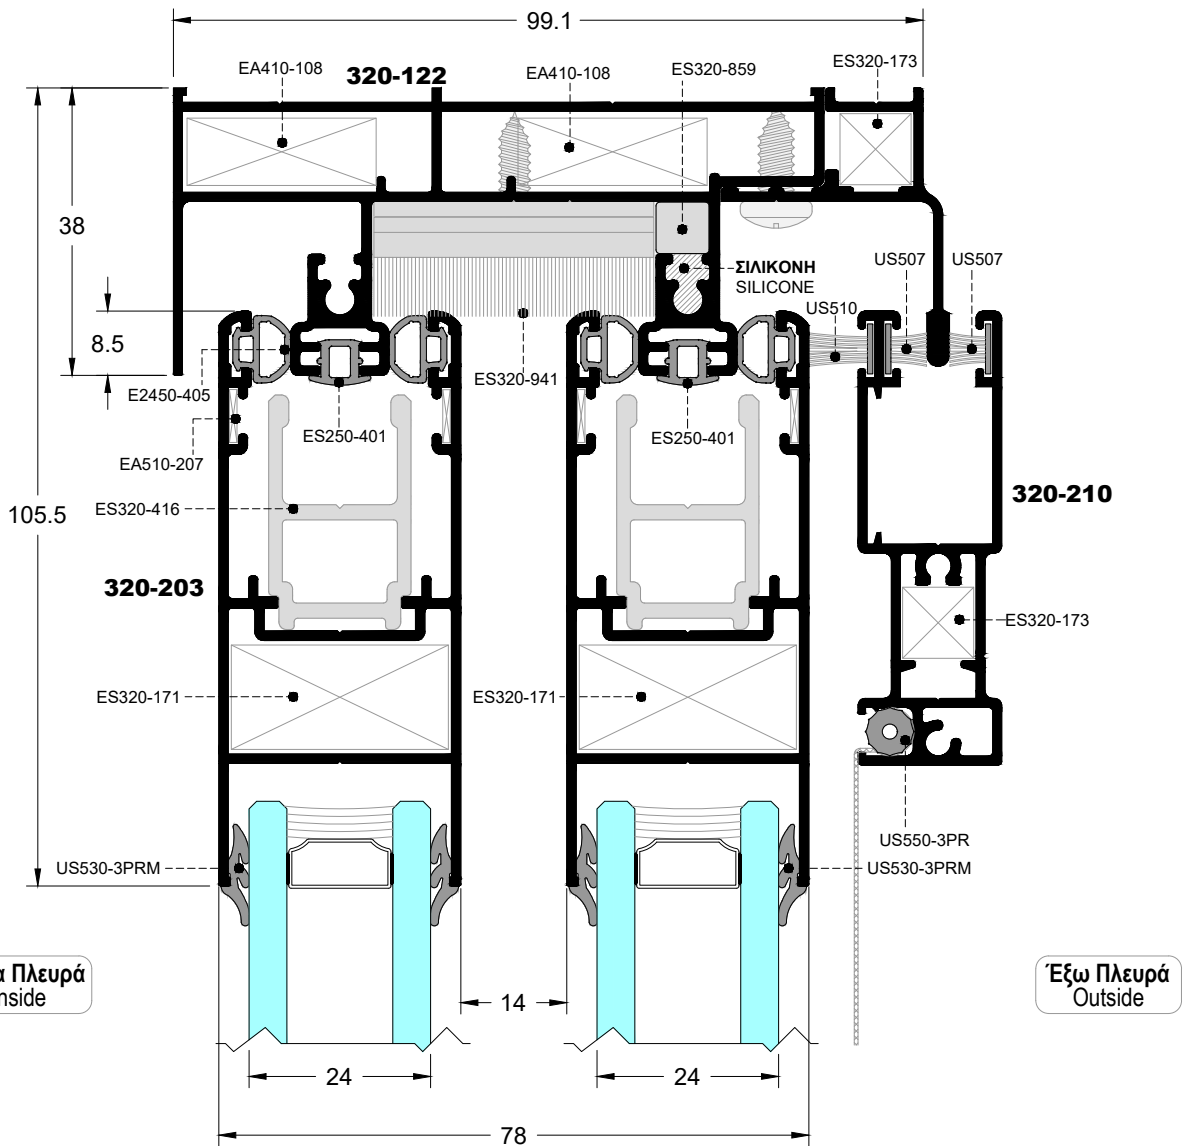 99.1
EA410-108
320-122
EA410-108
ES320-859
ES320-173
38
ΣΙΛΙΚΟΝΗ
SILICONE
US507
US507
US510
8.5
E2450-405
ES320-941
ES250-401
ES250-401
EA510-207
320-210
105.5
ES320-416
320-203
ES320-173
ES320-171
ES320-171
US550-3PR
US530-3PRM
US530-3PRM
Πλευρά
Έξω Πλευρά
Outside
14
24
24
78